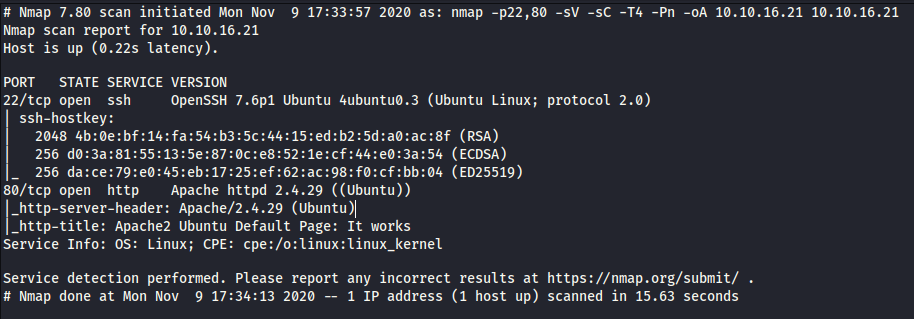 # Nmap 7.80 scan initiated Mon Nov  9 17:33:57 2020 as: nmap -p22,80 -sV -sC -T4 -Pn -oA 10.10.16.21 10.10.16.21
Nmap scan report for 10.10.16.21
Host is up (0.22s latency).

PORT   STATE SERVICE VERSION
22/tcp open  ssh     OpenSSH 7.6p1 Ubuntu 4ubuntu0.3 (Ubuntu Linux; protocol 2.0)
| ssh-hostkey:
|   2048 4b:0e:bf:14:fa:54:b3:5c:44:15:ed:b2:5d:a0:ac:8f (RSA)
|   256 d0:3a:81:55:13:5e:87:0c:e8:52:1e:cf:44:e0:3a:54 (ECDSA)
|_  256 da:ce:79:e0:45:eb:17:25:ef:62:ac:98:f0:cf:bb:04 (ED25519)
80/tcp open  http    Apache httpd 2.4.29 ((Ubuntu))
|_http-server-header: Apache/2.4.29 (Ubuntu)
|_http-title: Apache2 Ubuntu Default Page: It works
Service Info: OS: Linux; CPE: cpe:/o:linux:linux_kernel

Service detection performed. Please report any incorrect results at https://nmap.org/submit/ .
# Nmap done at Mon Nov  9 17:34:13 2020 -- 1 IP address (1 host up) scanned in 15.63 seconds